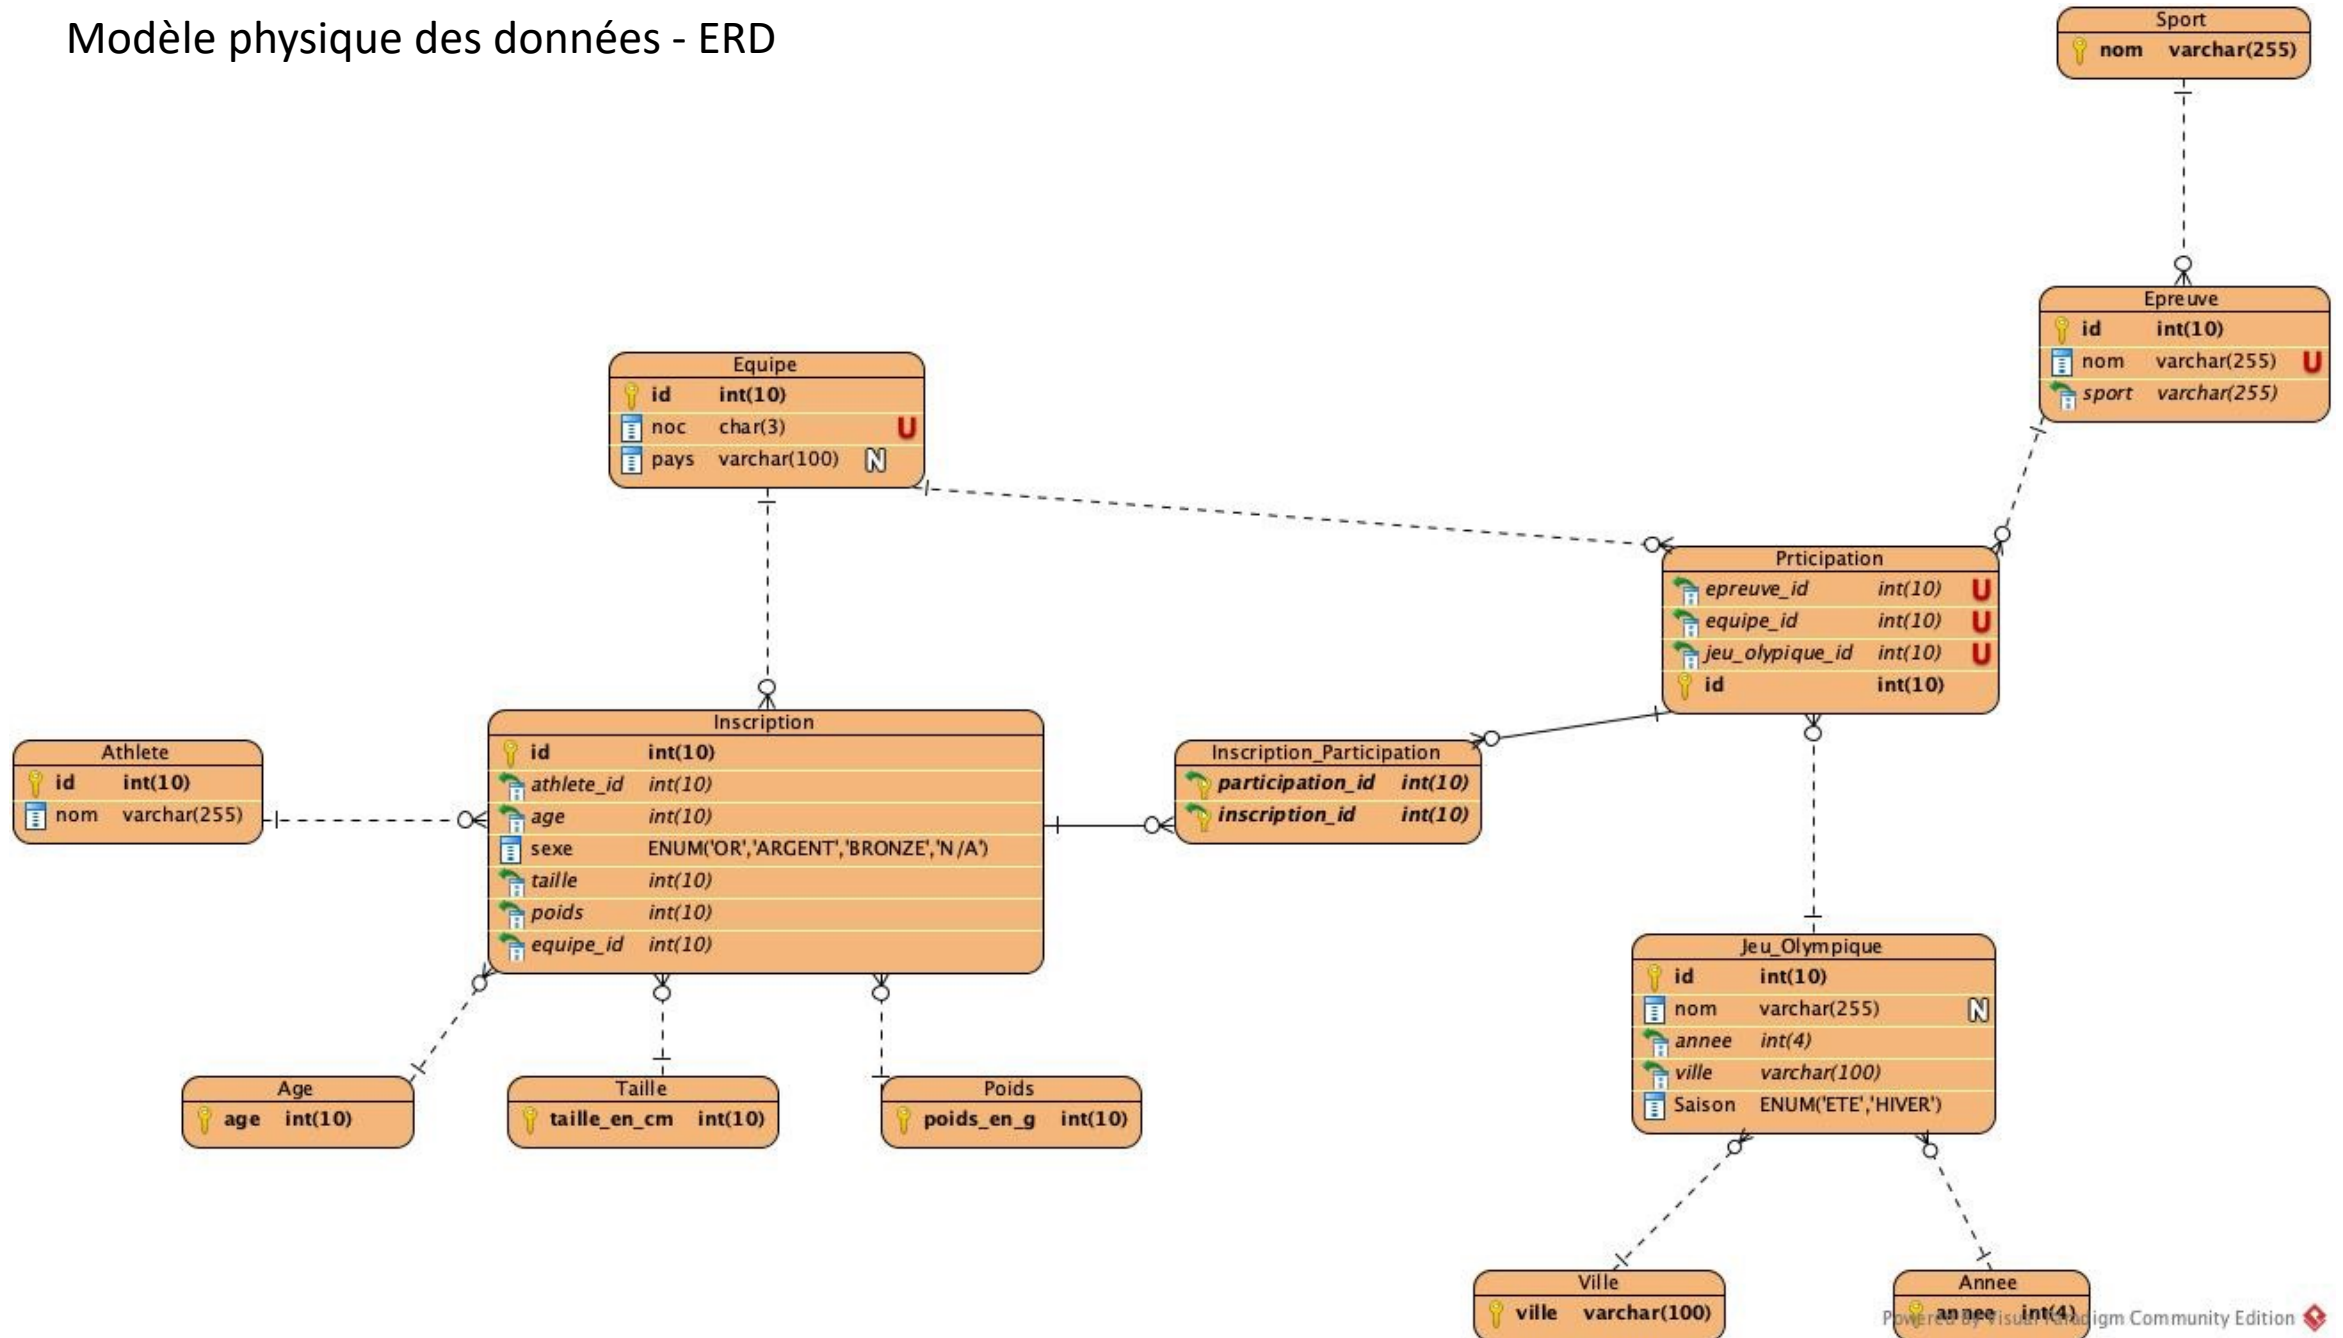 Modèle physique des données - ERD
Sport
nom varchar(255)
Epreuve
id int(10)
nom varchar(255) U
sport varchar(255)
Equipe
id int(10)
noc char(3) U
pays varchar(100) N
Prticipation
epreuve_id int(10) U
equipe_id int(10) U
jeu_olypique_id int(10) U
id int(10)
Athlete
id int(10)
nom varchar(255)
Inscription
id int(10)
athlete_id int(10)
age int(10)
sexe ENUM('OR','ARGENT','BRONZE','N/A')
taille int(10)
poids int(10)
equipe_id int(10)
Inscription_Participation
participation_id int(10)
inscription_id int(10)
Jeu_Olympique
id int(10)
nom varchar(255) N
annee int(4)
ville varchar(100)
Saison ENUM('ETE','HIVER')
Age
age int(10)
Taille
taille_en_cm int(10)
Poids
poids_en_g int(10)
Ville
ville varchar(100)
Annee
annee int(4)
Powered By Visual Paradigm Community Edition